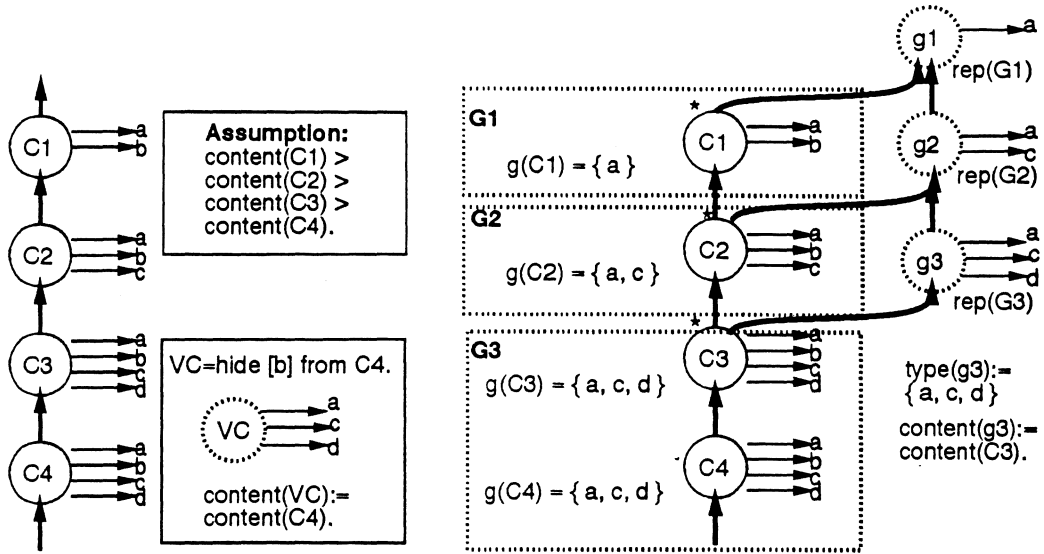 C1
a
b
C2
a
b
c
C3
a
b
c
d
C4
a
b
c
d
Assumption:
content(C1) >
content(C2) >
content(C3) >
content(C4).
VC=hide [b] from C4.
VC
a
c
d
content(VC):=
content(C4).
G1
g(C1) = { a }
*
C1
a
b
G2
g(C2) = { a, c }
*
C2
a
b
c
G3
g(C3) = { a, c, d }
*
C3
a
b
c
d
g(C4) = { a, c, d }
C4
a
b
c
d
g1
a
rep(G1)
g2
a
c
rep(G2)
g3
a
c
d
rep(G3)
type(g3):=
{ a, c, d }
content(g3):=
content(C3).